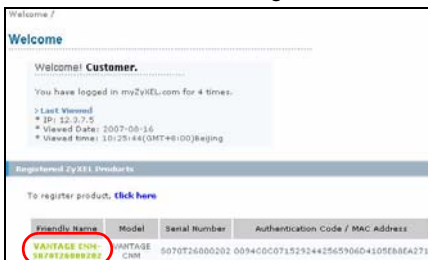 Welcome /
Welcome
Welcome! Customer.
You have logged in myZyXEL.com for 4 times.
>Last Viewed
* IP: 12.3.7.5
* Viewed Date: 2007-08-16
* Viewed time: 10:25:44(GMT+8:00)Beijing
Registered ZyXEL Products
To register product, Click here
Friendly Name Model Serial Number Authentication Code / MAC Address
VANTAGE CNM- VANTAGE
S070T26000202 CNM S070T26000202